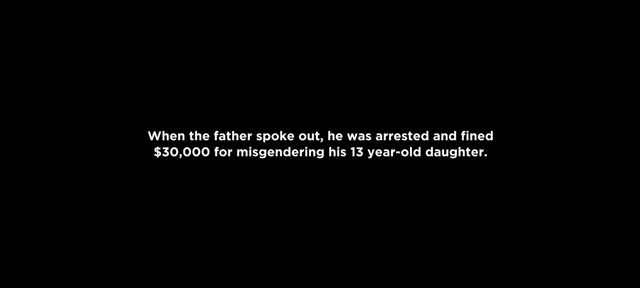 When the father spoke out, he was arrested and fined
$30,000 for misgendering his 13 year-old daughter.